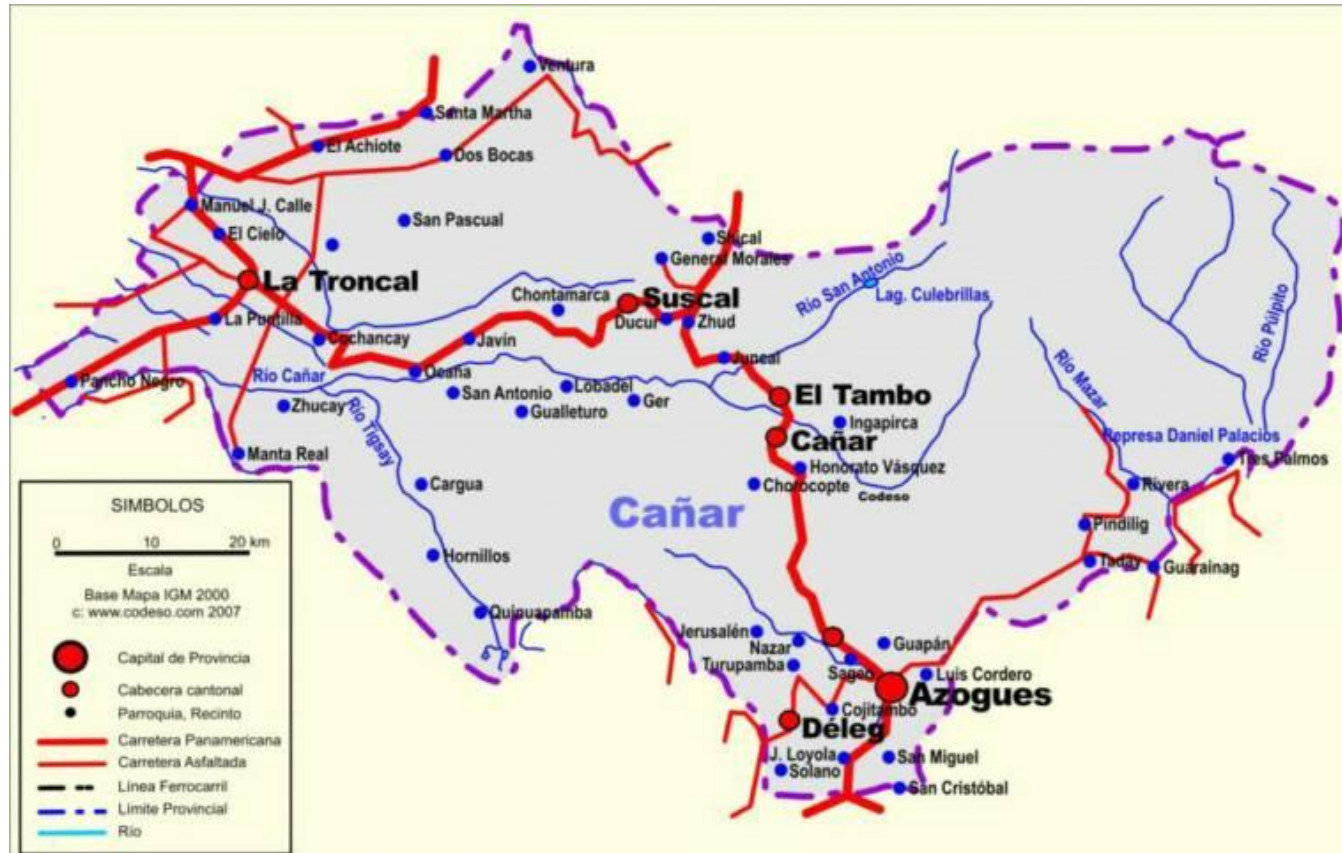 Ventura
Santa Martha
El Achiote
Dos Bocas
Manuel J. Calle
San Pascual
El Cielo
Shical
General Morales
La Troncal
Río San Antonio
Lag. Culebrillas
Río Púlpito
Chontamarca
Suscal
Ducur
Zhud
La Puntilla
Cochancay
Javín
Juncal
Ocaña
Río Cañar
Pancho Negro
San Antonio
Lobadel
Ger
El Tambo
Río Mazar
Zhucay
Gualleturo
Río Tigsay
Ingapirca
Cañar
Represa Daniel Palacios
Manta Real
Honorato Vásquez
Tres Palmos
Cargua
Chorocopte
Codeso
Rivera
Cañar
Pindilig
Hornillos
Taday
Guarainag
Quinuapamba
Jerusalén
Nazar
Guapán
Turupamba
Sageo
Luis Cordero
Azogues
Cojitambo
Déleg
J. Loyola
San Miguel
Solano
San Cristóbal
SIMBOLOS
0 10 20 km
Escala
Base Mapa IGM 2000
c: www.codeso.com 2007
Capital de Provincia
Cabecera cantonal
Parroquia, Recinto
Carretera Panamericana
Carretera Asfaltada
Línea Ferrocarril
Límite Provincial
Río